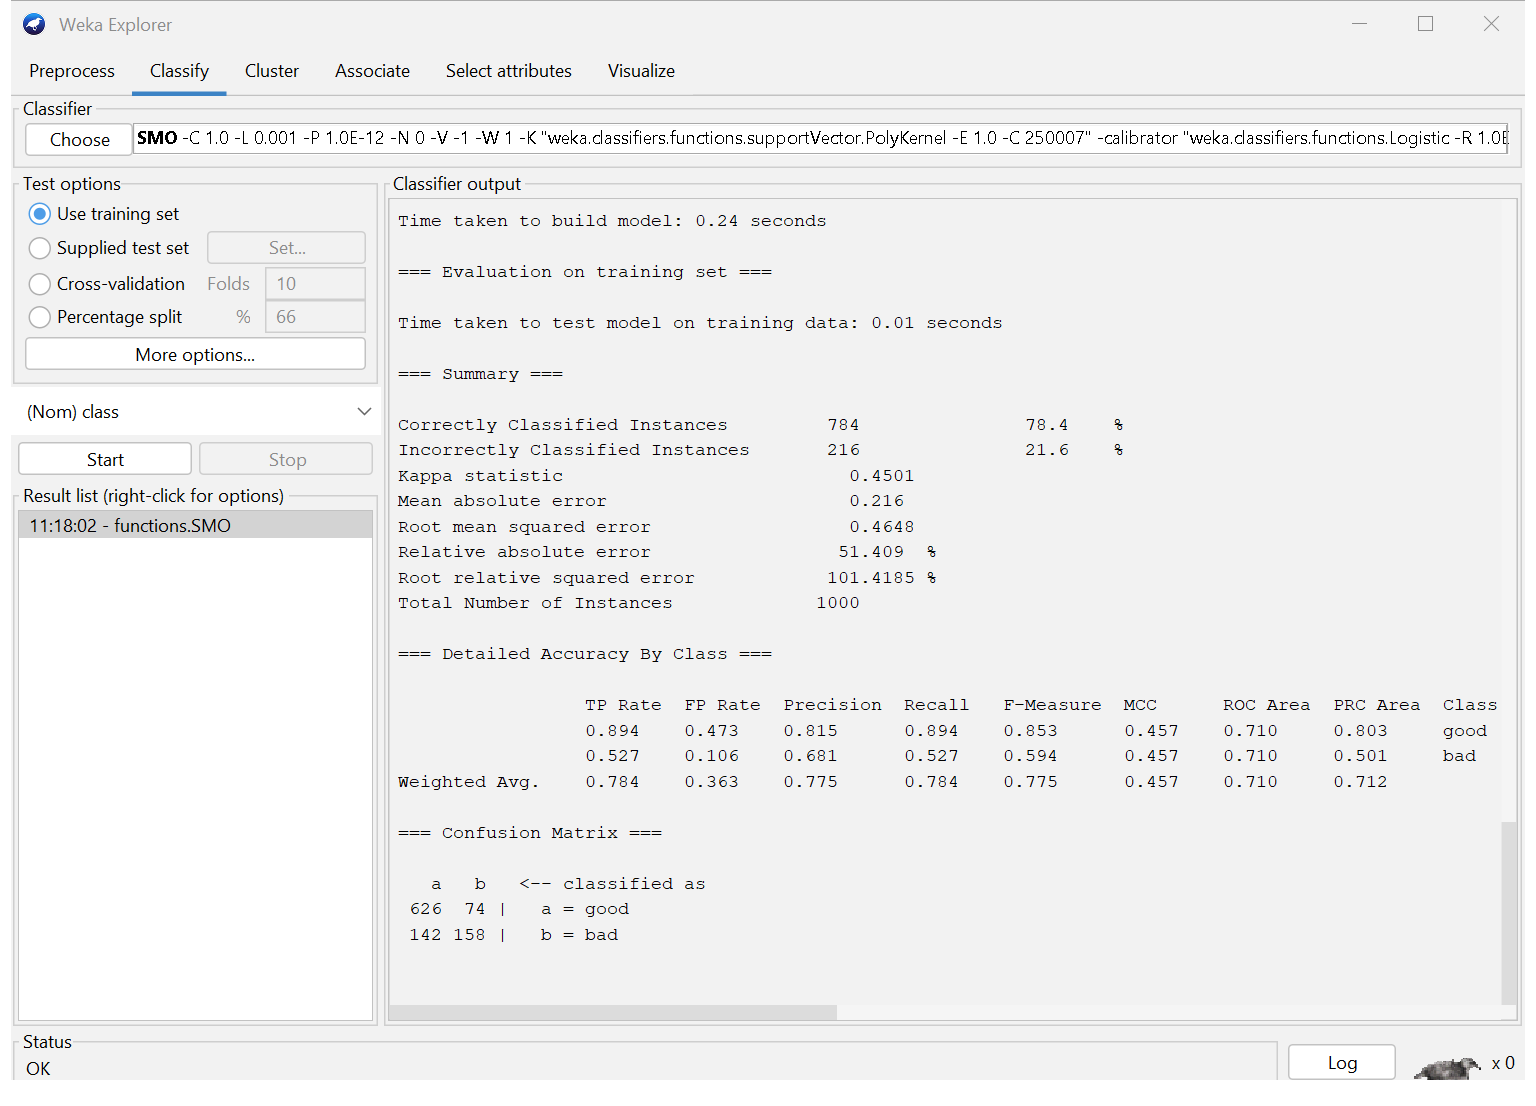 Weka Explorer
Preprocess Classify Cluster Associate Select attributes Visualize
Classifier
Choose SMO -C 1.0 -L 0.001 -P 1.0E-12 -N 0 -V -1 -W 1 -K "weka.classifiers.functions.supportVector.PolyKernel -E 1.0 -C 250007" -calibrator "weka.classifiers.functions.Logistic -R 1.0E
Test options
Use training set
Supplied test set Set...
Cross-validation Folds 10
Percentage split % 66
More options...
(Nom) class
Start Stop
Result list (right-click for options)
11:18:02 - functions.SMO
Classifier output
Time taken to build model: 0.24 seconds
=== Evaluation on training set ===
Time taken to test model on training data: 0.01 seconds
=== Summary ===
Correctly Classified Instances 784 78.4 %
Incorrectly Classified Instances 216 21.6 %
Kappa statistic 0.4501
Mean absolute error 0.216
Root mean squared error 0.4648
Relative absolute error 51.409 %
Root relative squared error 101.4185 %
Total Number of Instances 1000
=== Detailed Accuracy By Class ===
TP Rate FP Rate Precision Recall F-Measure MCC ROC Area PRC Area Class
0.894 0.473 0.815 0.894 0.853 0.457 0.710 0.803 good
0.527 0.106 0.681 0.527 0.594 0.457 0.710 0.501 bad
Weighted Avg. 0.784 0.363 0.775 0.784 0.775 0.457 0.710 0.712
=== Confusion Matrix ===
a b <-- classified as
626 74 | a = good
142 158 | b = bad
Status
OK
Log x 0